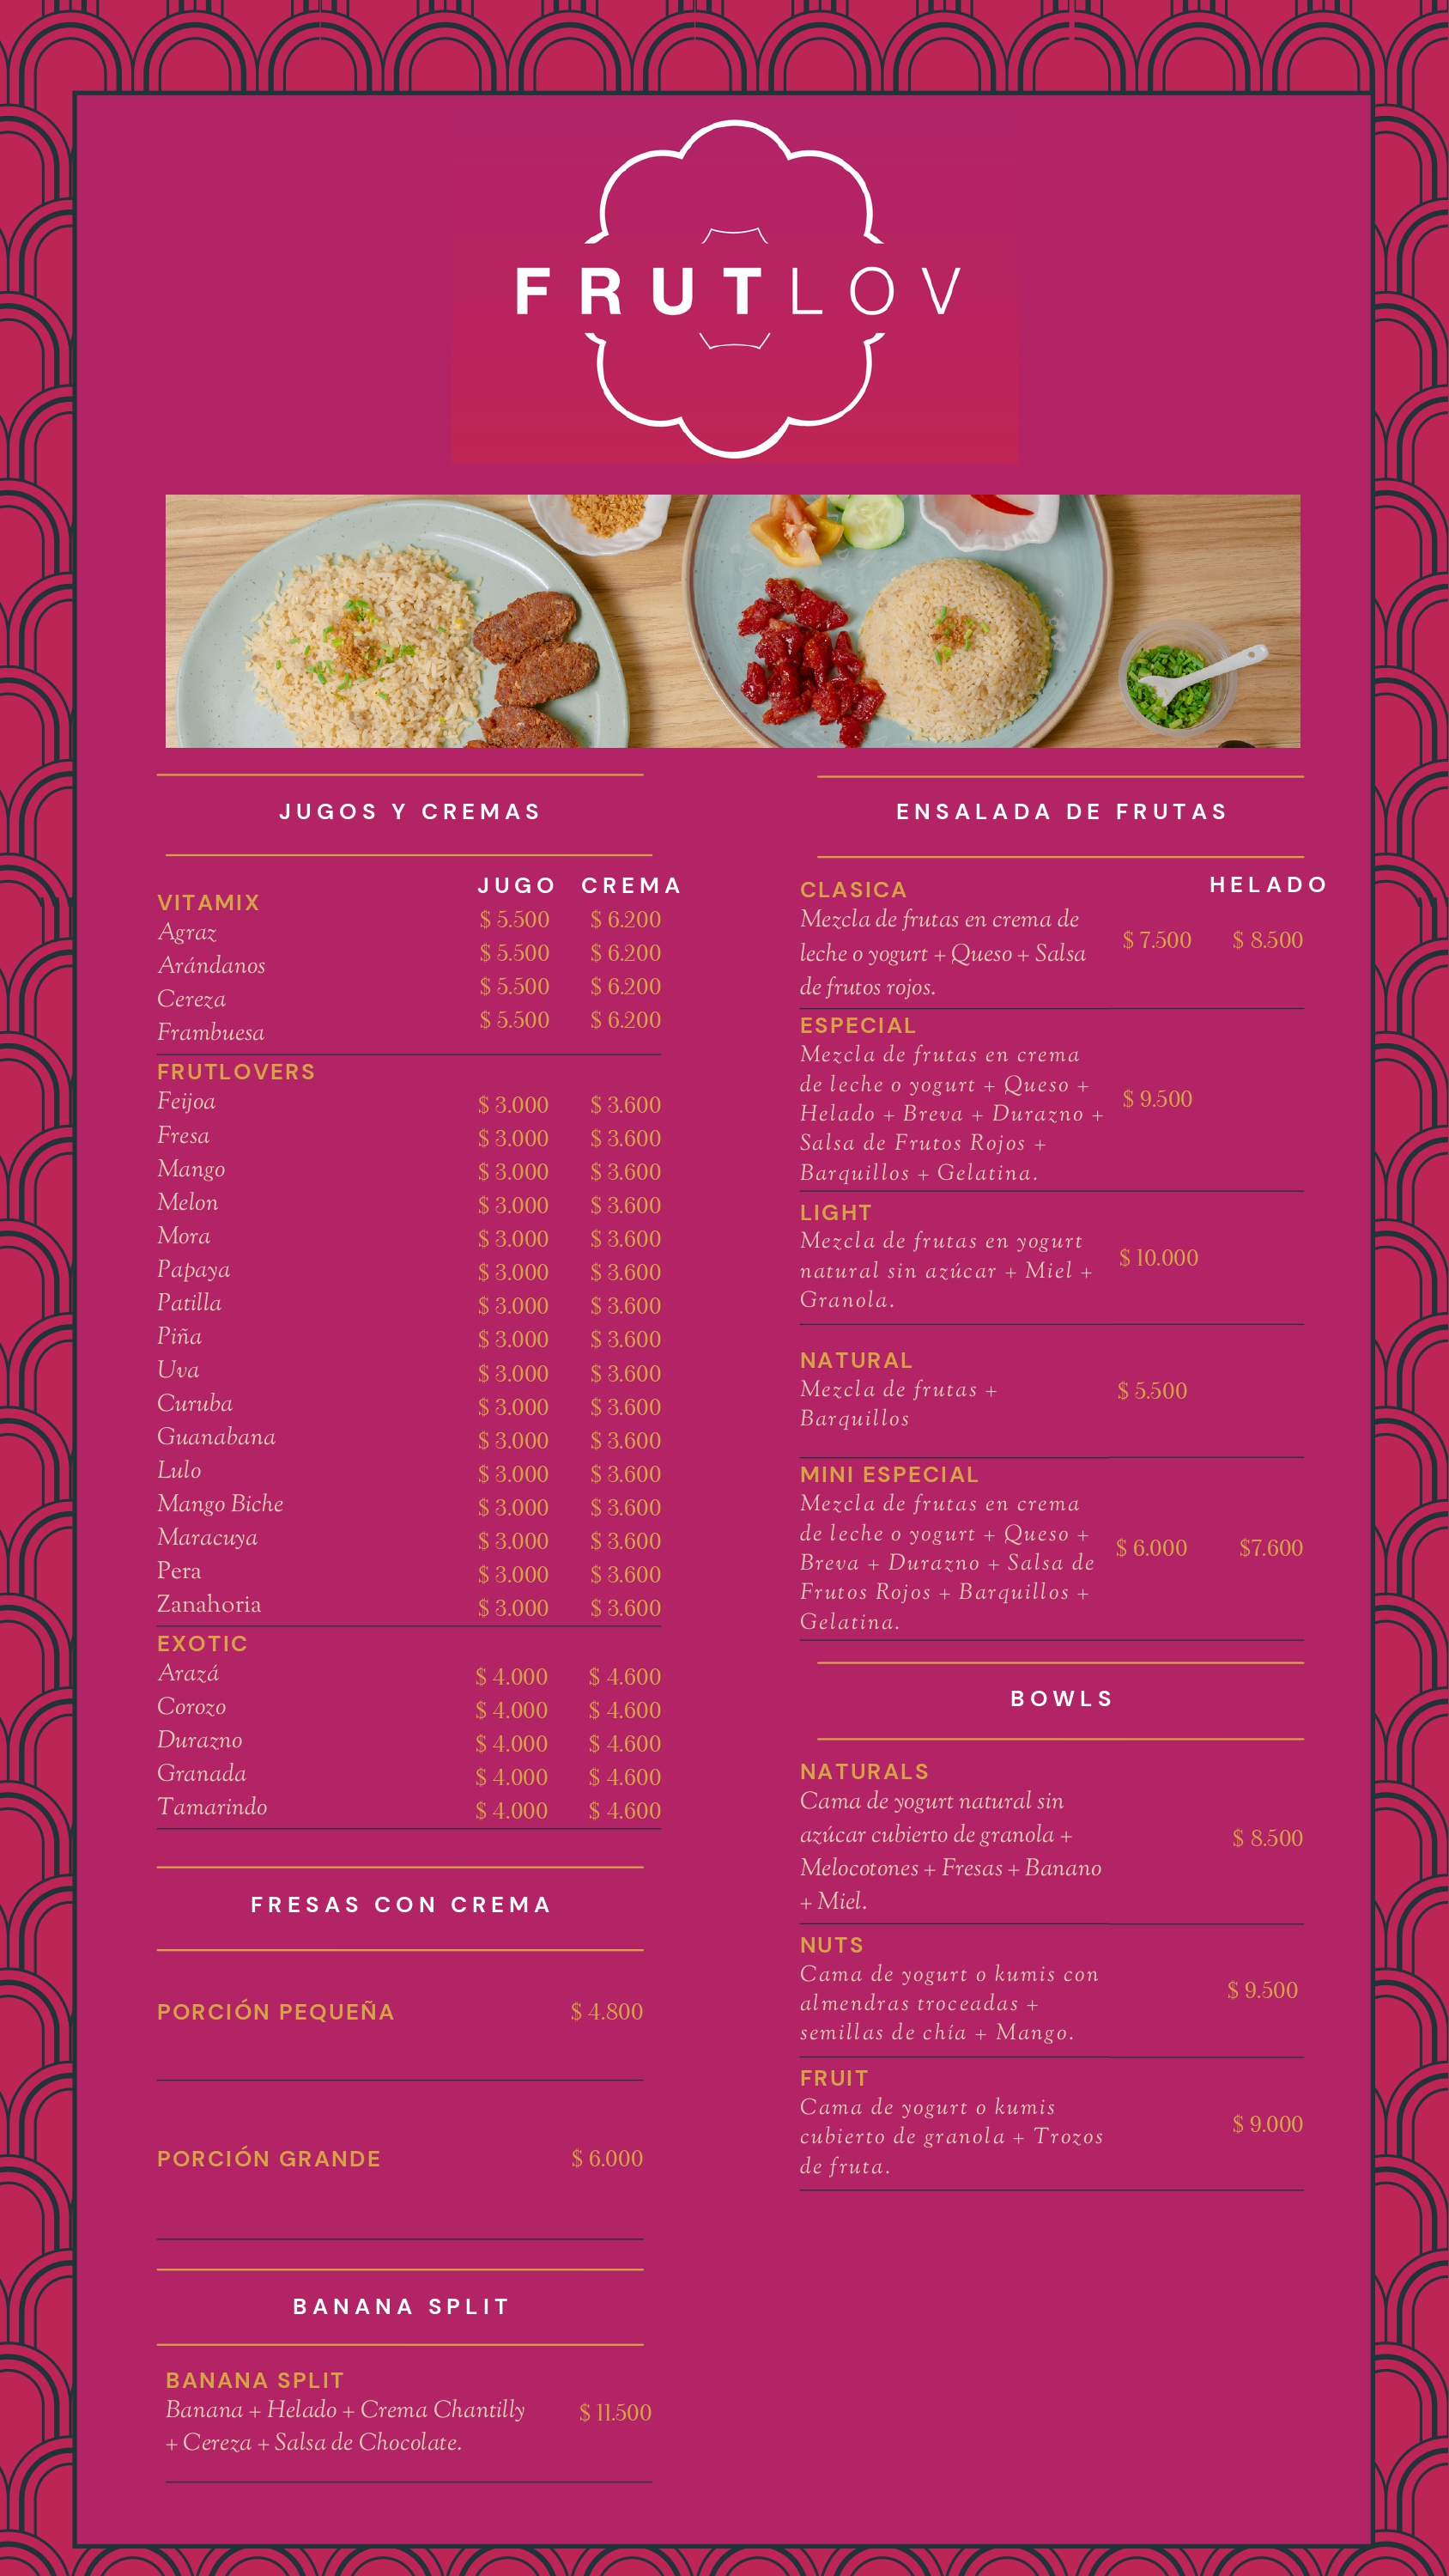 FRUTLOV
JUGOS Y CREMAS
JUGO CREMA
VITAMIX
Agraz $ 5.500 $ 6.200
Arándanos $ 5.500 $ 6.200
Cereza $ 5.500 $ 6.200
Frambuesa $ 5.500 $ 6.200
FRUTLOVERS
Feijoa $ 3.000 $ 3.600
Fresa $ 3.000 $ 3.600
Mango $ 3.000 $ 3.600
Melon $ 3.000 $ 3.600
Mora $ 3.000 $ 3.600
Papaya $ 3.000 $ 3.600
Patilla $ 3.000 $ 3.600
Piña $ 3.000 $ 3.600
Uva $ 3.000 $ 3.600
Curuba $ 3.000 $ 3.600
Guanabana $ 3.000 $ 3.600
Lulo $ 3.000 $ 3.600
Mango Biche $ 3.000 $ 3.600
Maracuya $ 3.000 $ 3.600
Pera $ 3.000 $ 3.600
Zanahoria $ 3.000 $ 3.600
EXOTIC
Arazá $ 4.000 $ 4.600
Corozo $ 4.000 $ 4.600
Durazno $ 4.000 $ 4.600
Granada $ 4.000 $ 4.600
Tamarindo $ 4.000 $ 4.600
FRESAS CON CREMA
PORCIÓN PEQUEÑA $ 4.800
PORCIÓN GRANDE $ 6.000
BANANA SPLIT
BANANA SPLIT
Banana + Helado + Crema Chantilly $ 11.500
+ Cereza + Salsa de Chocolate.
ENSALADA DE FRUTAS
HELADO
CLASICA
Mezcla de frutas en crema de
leche o yogurt + Queso + Salsa $ 7.500 $ 8.500
de frutos rojos.
ESPECIAL
Mezcla de frutas en crema
de leche o yogurt + Queso +
Helado + Breva + Durazno + $ 9.500
Salsa de Frutos Rojos +
Barquillos + Gelatina.
LIGHT
Mezcla de frutas en yogurt
natural sin azúcar + Miel + $ 10.000
Granola.
NATURAL
Mezcla de frutas + $ 5.500
Barquillos
MINI ESPECIAL
Mezcla de frutas en crema
de leche o yogurt + Queso +
Breva + Durazno + Salsa de $ 6.000 $7.600
Frutos Rojos + Barquillos +
Gelatina.
BOWLS
NATURALS
Cama de yogurt natural sin
azúcar cubierto de granola + $ 8.500
Melocotones + Fresas + Banano
+ Miel.
NUTS
Cama de yogurt o kumis con
almendras troceadas + $ 9.500
semillas de chía + Mango.
FRUIT
Cama de yogurt o kumis
cubierto de granola + Trozos $ 9.000
de fruta.